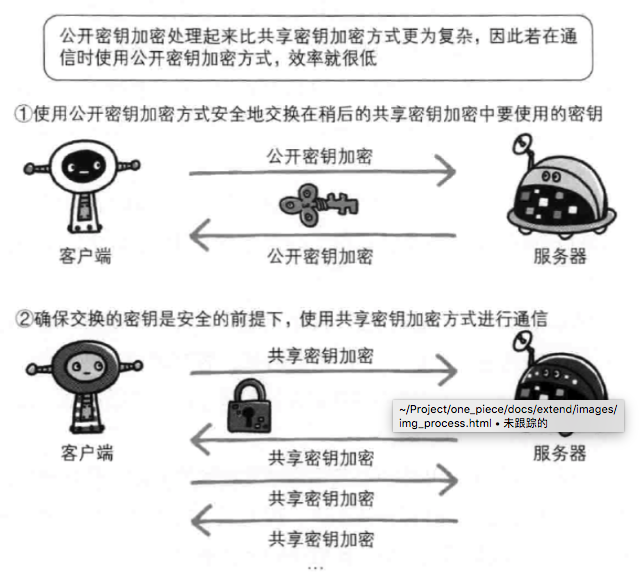 公开密钥加密处理起来比共享密钥加密方式更为复杂，因此若在通
信时使用公开密钥加密方式，效率就很低
①使用公开密钥加密方式安全地交换在稍后的共享密钥加密中要使用的密钥
公开密钥加密
公开密钥加密
客户端
服务器
②确保交换的密钥是安全的前提下，使用共享密钥加密方式进行通信
共享密钥加密
~/Project/one_piece/docs/extend/images/
img_process.html • 未跟踪的
客户端
服务器
共享密钥加密
共享密钥加密
共享密钥加密
...